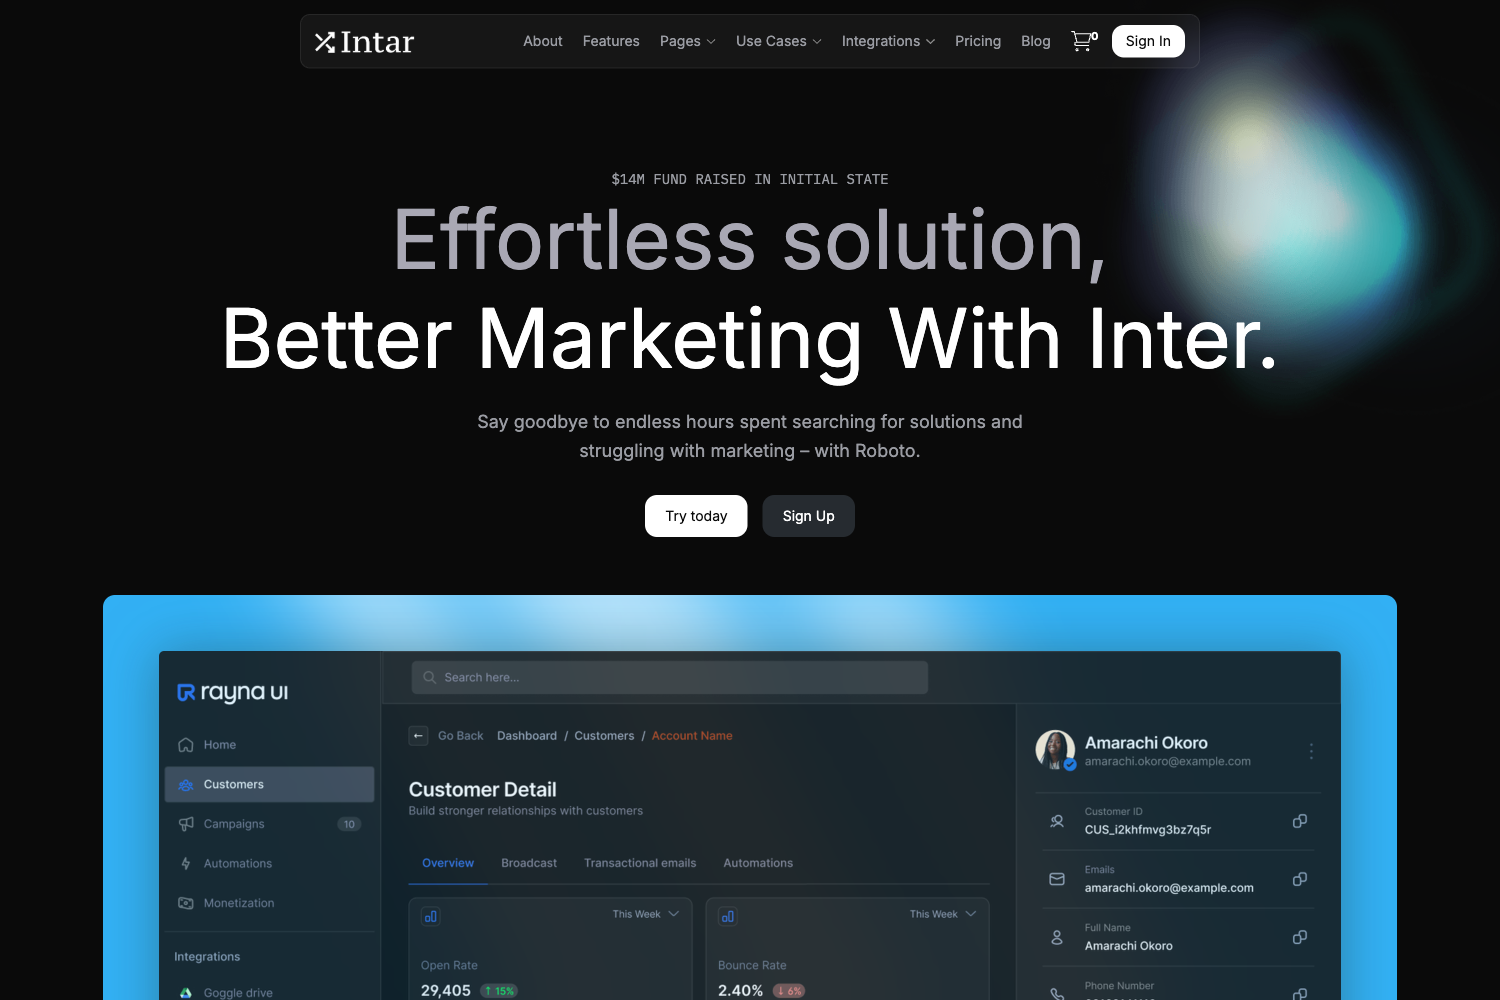 Intar
About
Features
Pages
Use Cases
Integrations
Pricing
Blog
0
Sign In
$14M FUND RAISED IN INITIAL STATE
Effortless solution,
Better Marketing With Inter.
Say goodbye to endless hours spent searching for solutions and
struggling with marketing – with Roboto.
Try today
Sign Up
rayna UI
Search here...
Home
Customers
Campaigns 10
Automations
Monetization
Integrations
Goggle drive
Go Back Dashboard / Customers / Account Name
Customer Detail
Build stronger relationships with customers
Overview Broadcast Transactional emails Automations
This Week
Open Rate
29,405 ↑ 15%
This Week
Bounce Rate
2.40% ↓ 6%
Amarachi Okoro
amarachi.okoro@example.com
Customer ID
CUS_i2khfmvg3bz7q5r
Emails
amarachi.okoro@example.com
Full Name
Amarachi Okoro
Phone Number